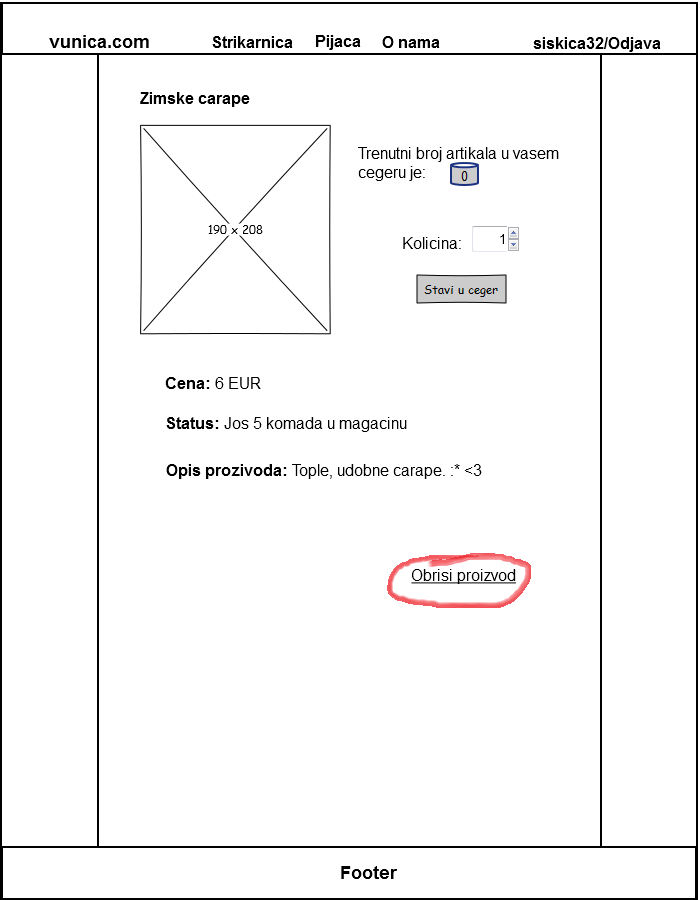 vunica.com Strikarnica Pijaca O nama siskica32/Odjava
Zimske carape
190 x 208
Trenutni broj artikala u vasem
cegeru je: 0
Kolicina: 1
Stavi u ceger
Cena: 6 EUR
Status: Jos 5 komada u magacinu
Opis prozivoda: Tople, udobne carape. :* <3
Obrisi proizvod
Footer